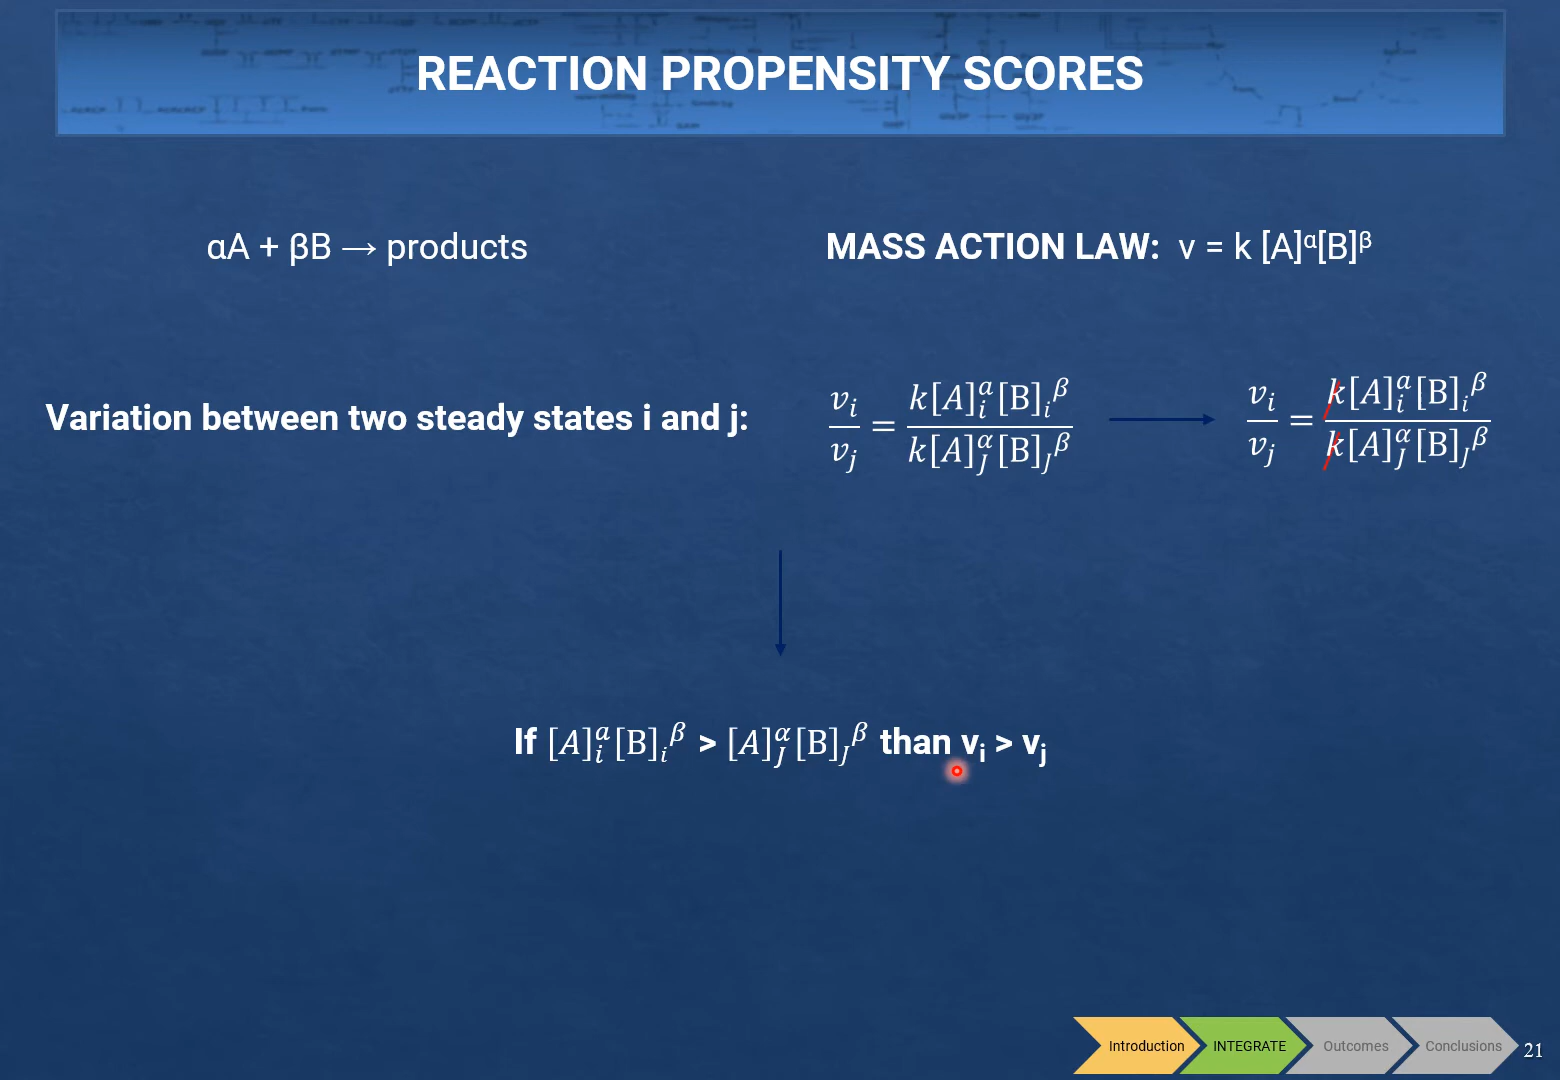 REACTION PROPENSITY SCORES
αA + βB → products
MASS ACTION LAW: v = k [A]ᵅ[B]ᵝ
Variation between two steady states i and j:
v_i / v_j = k[A]_i^a [B]_i^β / k[A]_J^α [B]_J^β
v_i / v_j = k[A]_i^a [B]_i^β / k[A]_J^α [B]_J^β
If [A]_i^a [B]_i^β > [A]_J^α [B]_J^β than v_i > v_j
Introduction
INTEGRATE
Outcomes
Conclusions
21